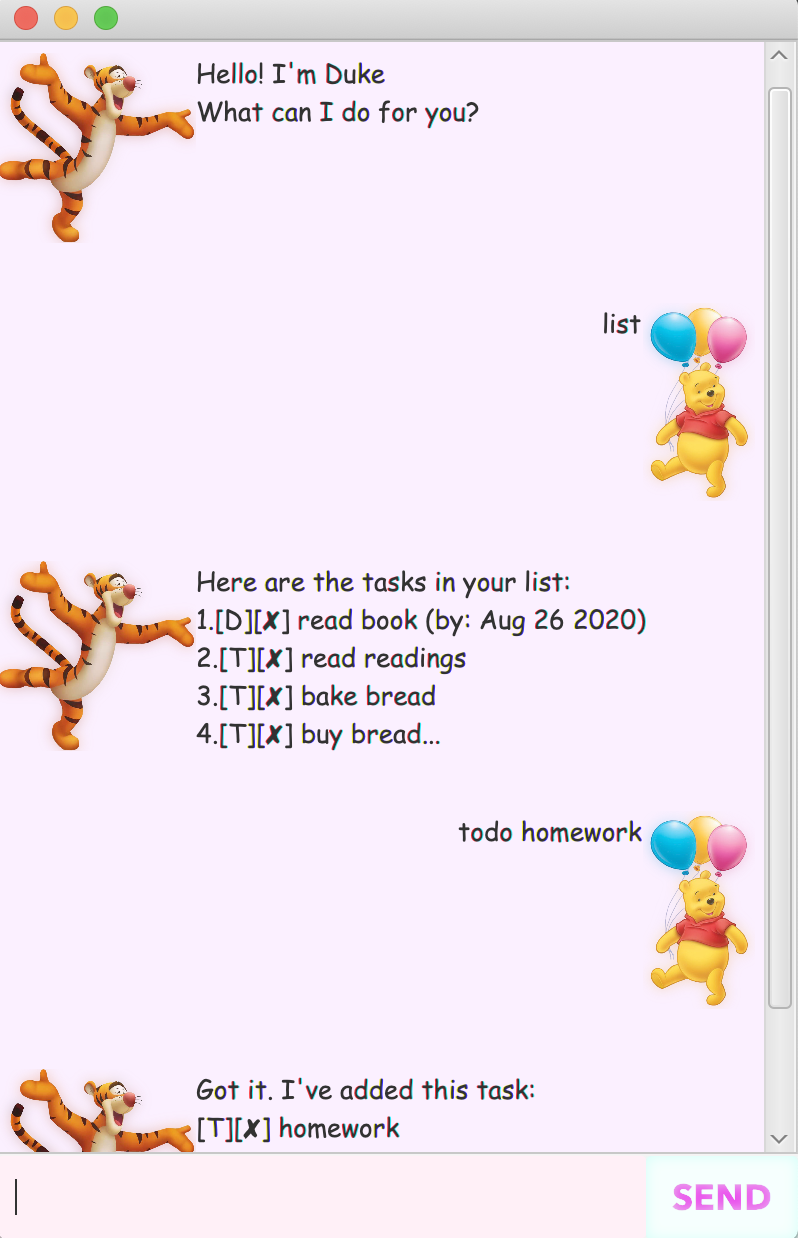 Hello! I'm Duke
What can I do for you?
list
Here are the tasks in your list:
1.[D][✘] read book (by: Aug 26 2020)
2.[T][✘] read readings
3.[T][✘] bake bread
4.[T][✘] buy bread...
todo homework
Got it. I've added this task:
[T][✘] homework
SEND